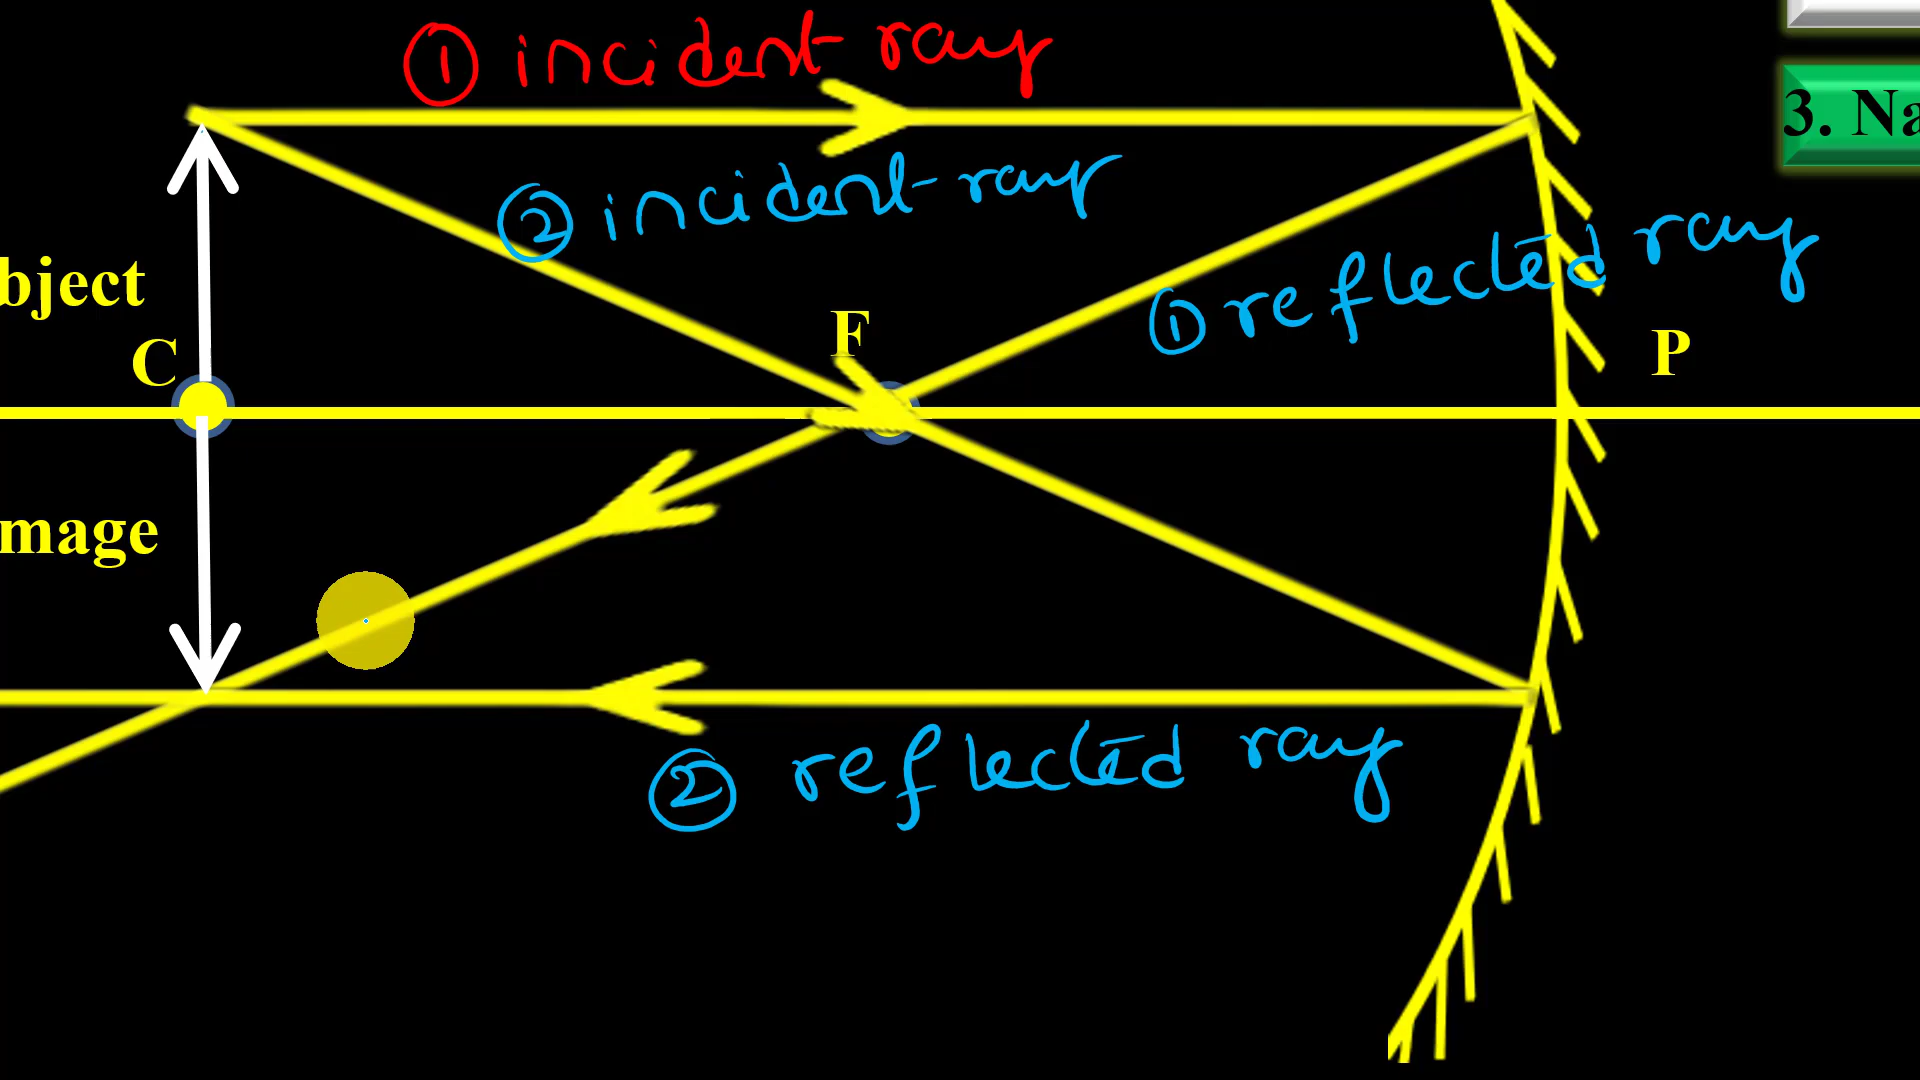 ① incident ray
3. Na
② incident ray
① reflected ray
bject
F
C
P
mage
② reflected ray